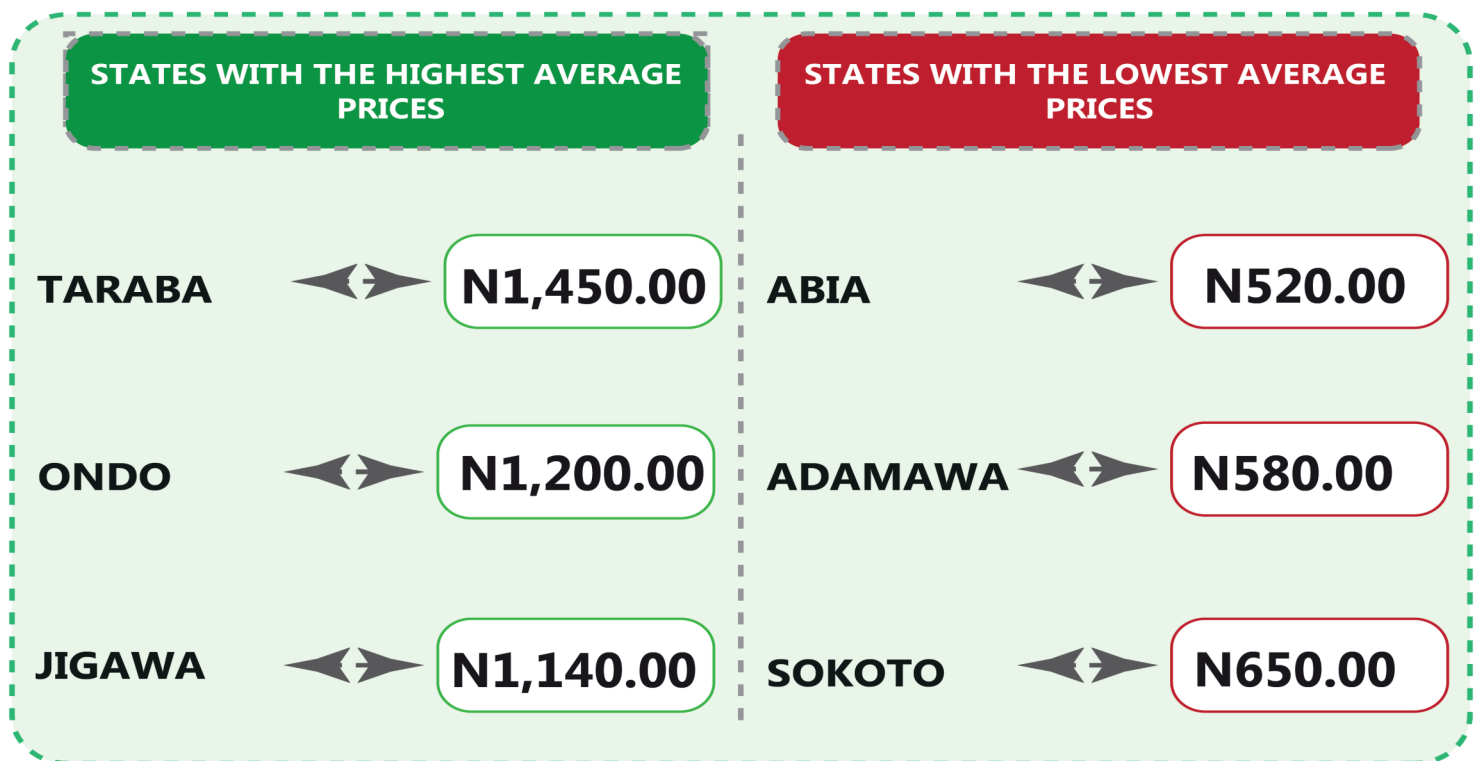 STATES WITH THE HIGHEST AVERAGE
PRICES
TARABA N1,450.00
ONDO N1,200.00
JIGAWA N1,140.00
STATES WITH THE LOWEST AVERAGE
PRICES
ABIA N520.00
ADAMAWA N580.00
SOKOTO N650.00